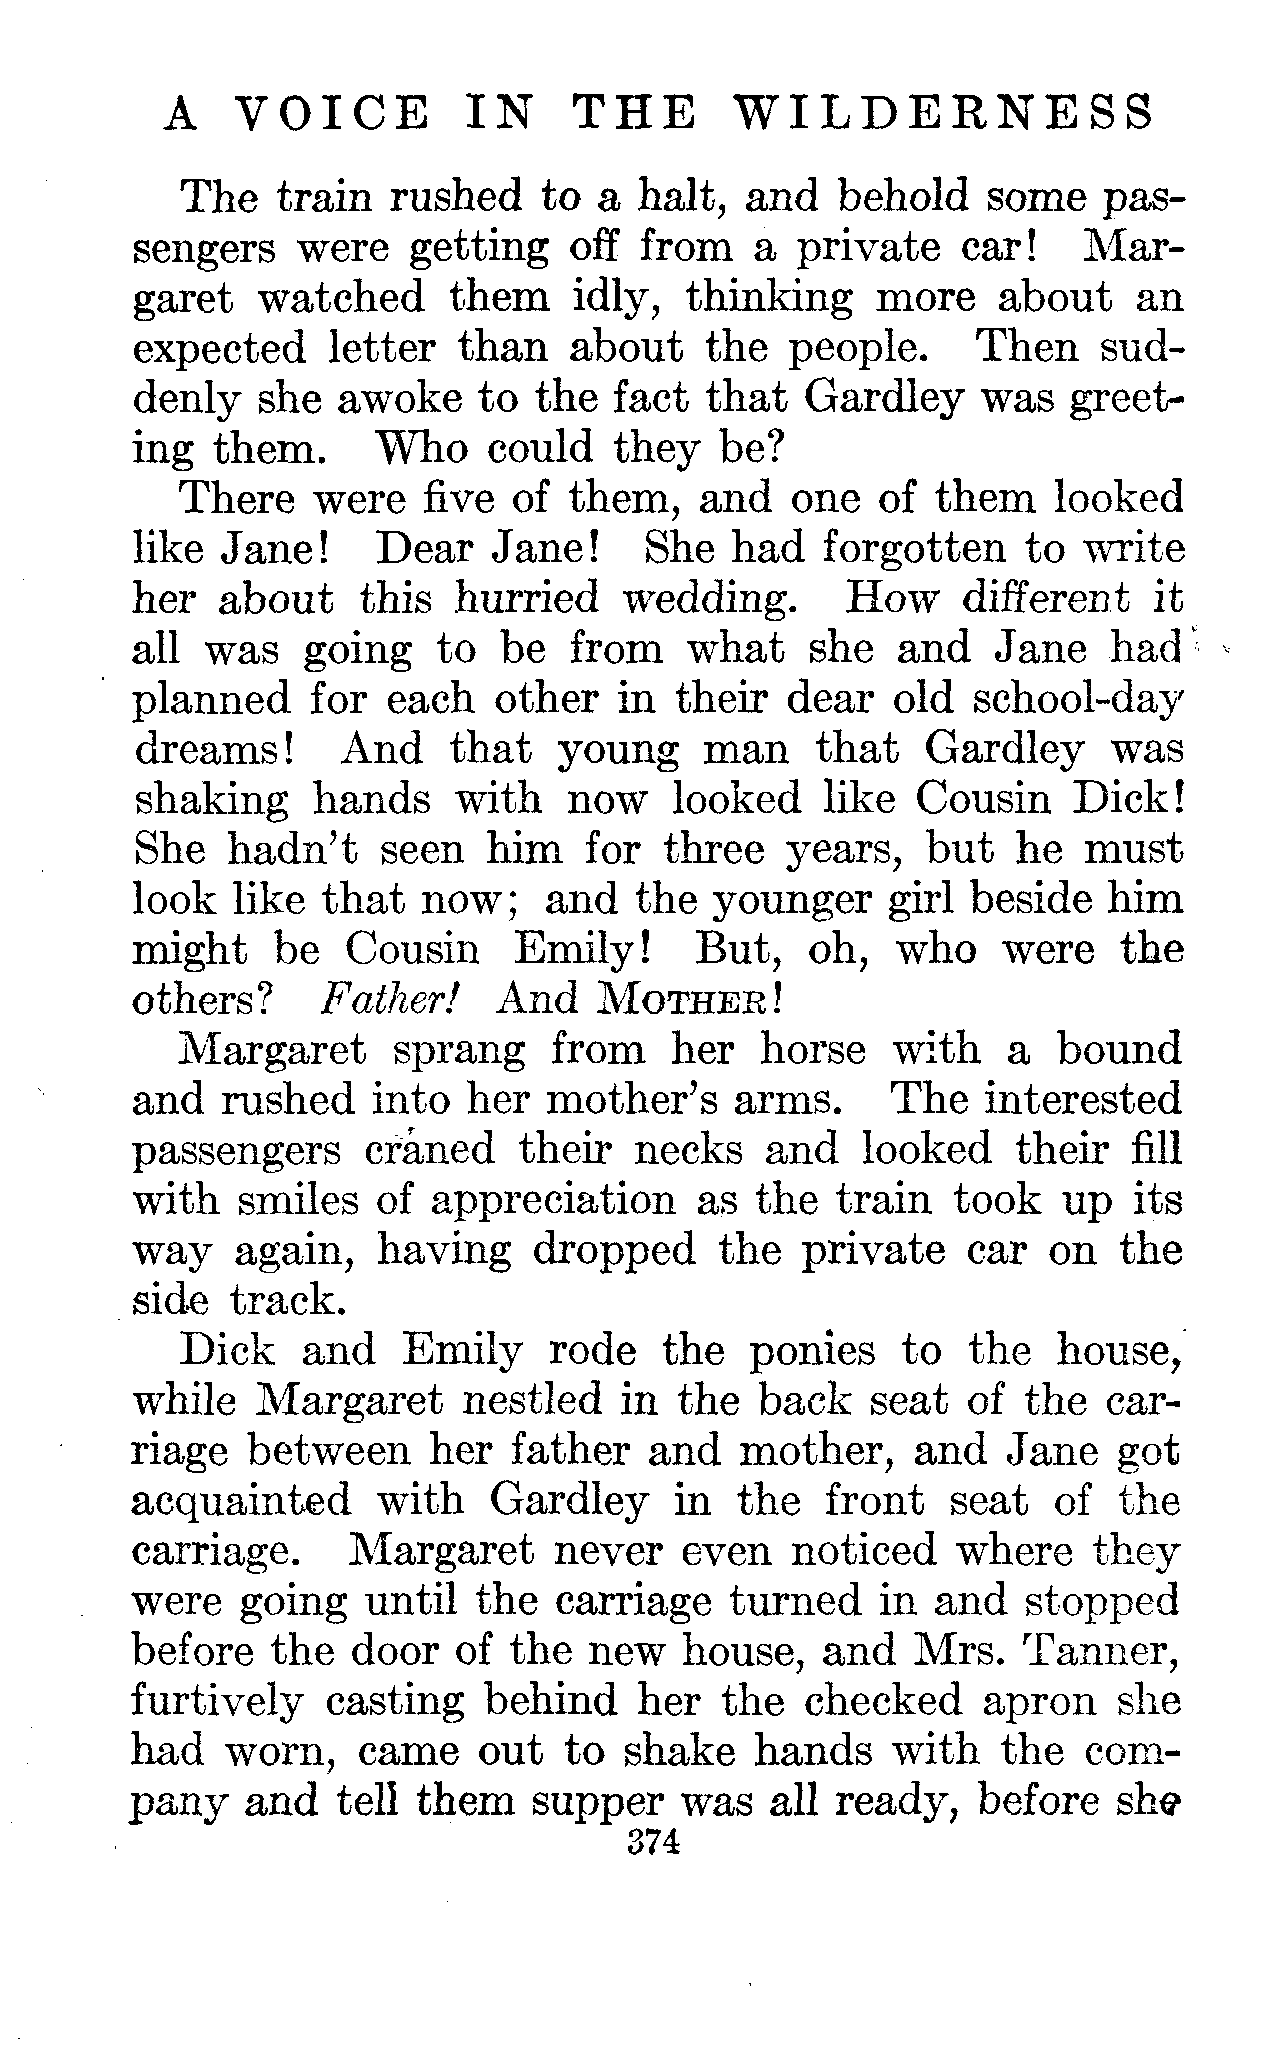 A VOICE IN THE WILDERNESS
The train rushed to a halt, and behold some pas-
sengers were getting off from a private car! Mar-
garet watched them idly, thinking more about an
expected letter than about the people. Then sud-
denly she awoke to the fact that Gardley was greet-
ing them. Who could they be?
There were five of them, and one of them looked
like Jane! Dear Jane! She had forgotten to write
her about this hurried wedding. How different it
all was going to be from what she and Jane had
planned for each other in their dear old school-day
dreams! And that young man that Gardley was
shaking hands with now looked like Cousin Dick!
She hadn't seen him for three years, but he must
look like that now; and the younger girl beside him
might be Cousin Emily! But, oh, who were the
others? Father! And MOTHER!
Margaret sprang from her horse with a bound
and rushed into her mother's arms. The interested
passengers craned their necks and looked their fill
with smiles of appreciation as the train took up its
way again, having dropped the private car on the
side track.
Dick and Emily rode the ponies to the house,
while Margaret nestled in the back seat of the car-
riage between her father and mother, and Jane got
acquainted with Gardley in the front seat of the
carriage. Margaret never even noticed where they
were going until the carriage turned in and stopped
before the door of the new house, and Mrs. Tanner,
furtively casting behind her the checked apron she
had worn, came out to shake hands with the com-
pany and tell them supper was all ready, before she
374